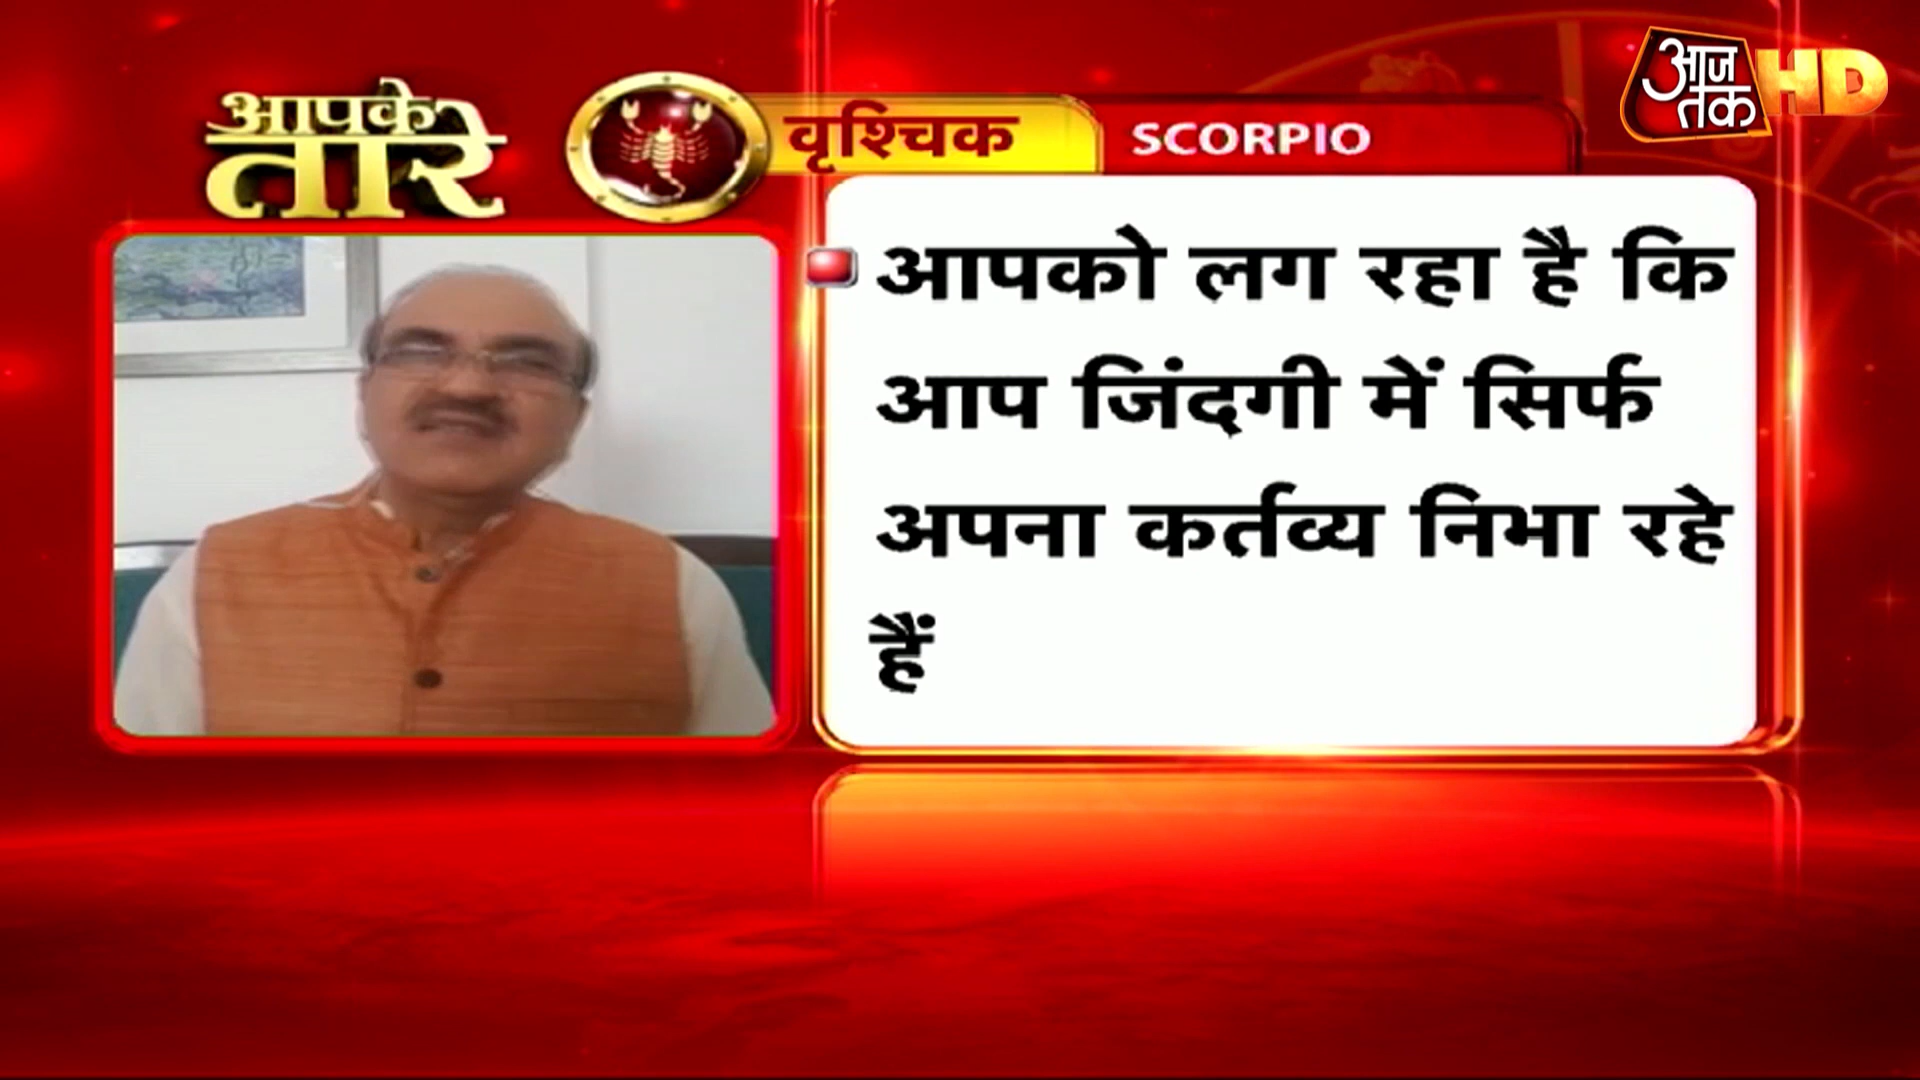 आपके
तारे
वृश्चिक SCORPIO
आज तक HD
आपको लग रहा है कि
आप जिंदगी में सिर्फ
अपना कर्तव्य निभा रहे
हैं